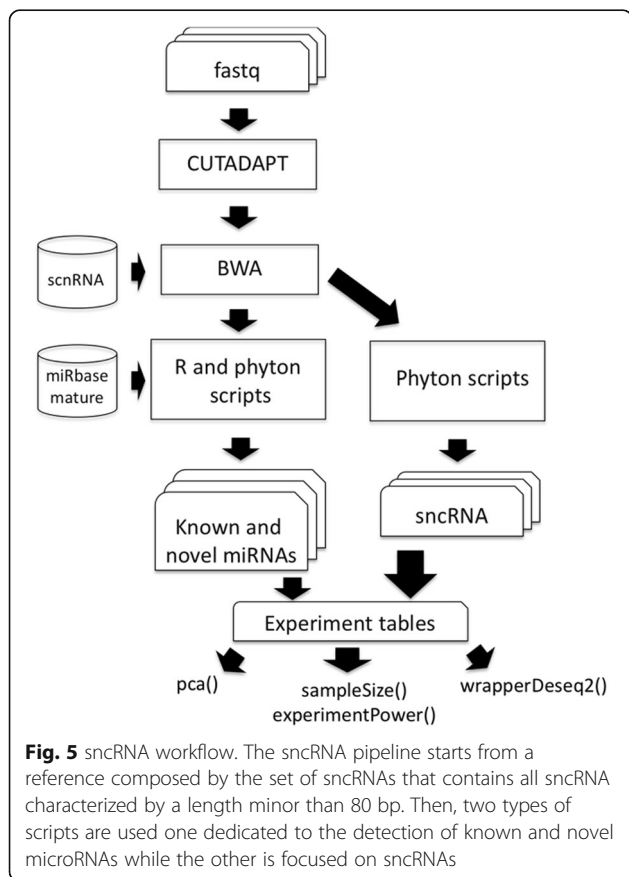 fastq
CUTADAPT
scnRNA
BWA
miRbase
mature
R and phyton
scripts
Phyton scripts
Known and
novel miRNAs
sncRNA
Experiment tables
pca()
sampleSize()
experimentPower()
wrapperDeseq2()
Fig. 5 sncRNA workflow. The sncRNA pipeline starts from a
reference composed by the set of sncRNAs that contains all sncRNA
characterized by a length minor than 80 bp. Then, two types of
scripts are used one dedicated to the detection of known and novel
microRNAs while the other is focused on sncRNAs